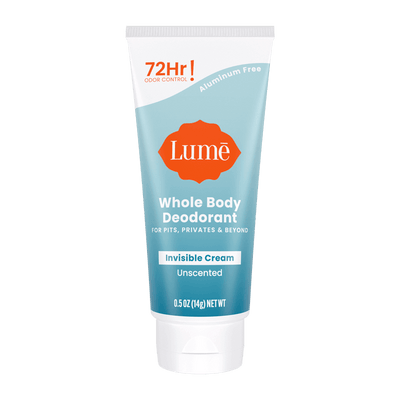 72Hr!
ODOR CONTROL
Aluminum Free
Lumē
Whole Body
Deodorant
FOR PITS, PRIVATES & BEYOND
Invisible Cream
Unscented
0.5 OZ (14g) NET WT